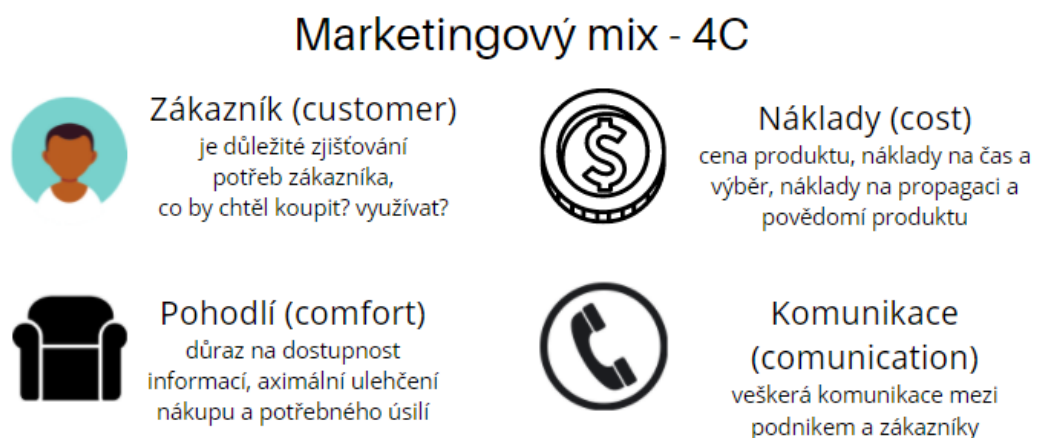 Marketingový mix - 4C
Zákazník (customer)
je důležité zjišťování
potřeb zákazníka,
co by chtěl koupit? využívat?
Náklady (cost)
cena produktu, náklady na čas a
výběr, náklady na propagaci a
povědomí produktu
Pohodlí (comfort)
důraz na dostupnost
informací, aximální ulehčení
nákupu a potřebného úsilí
Komunikace
(comunication)
veškerá komunikace mezi
podnikem a zákazníky